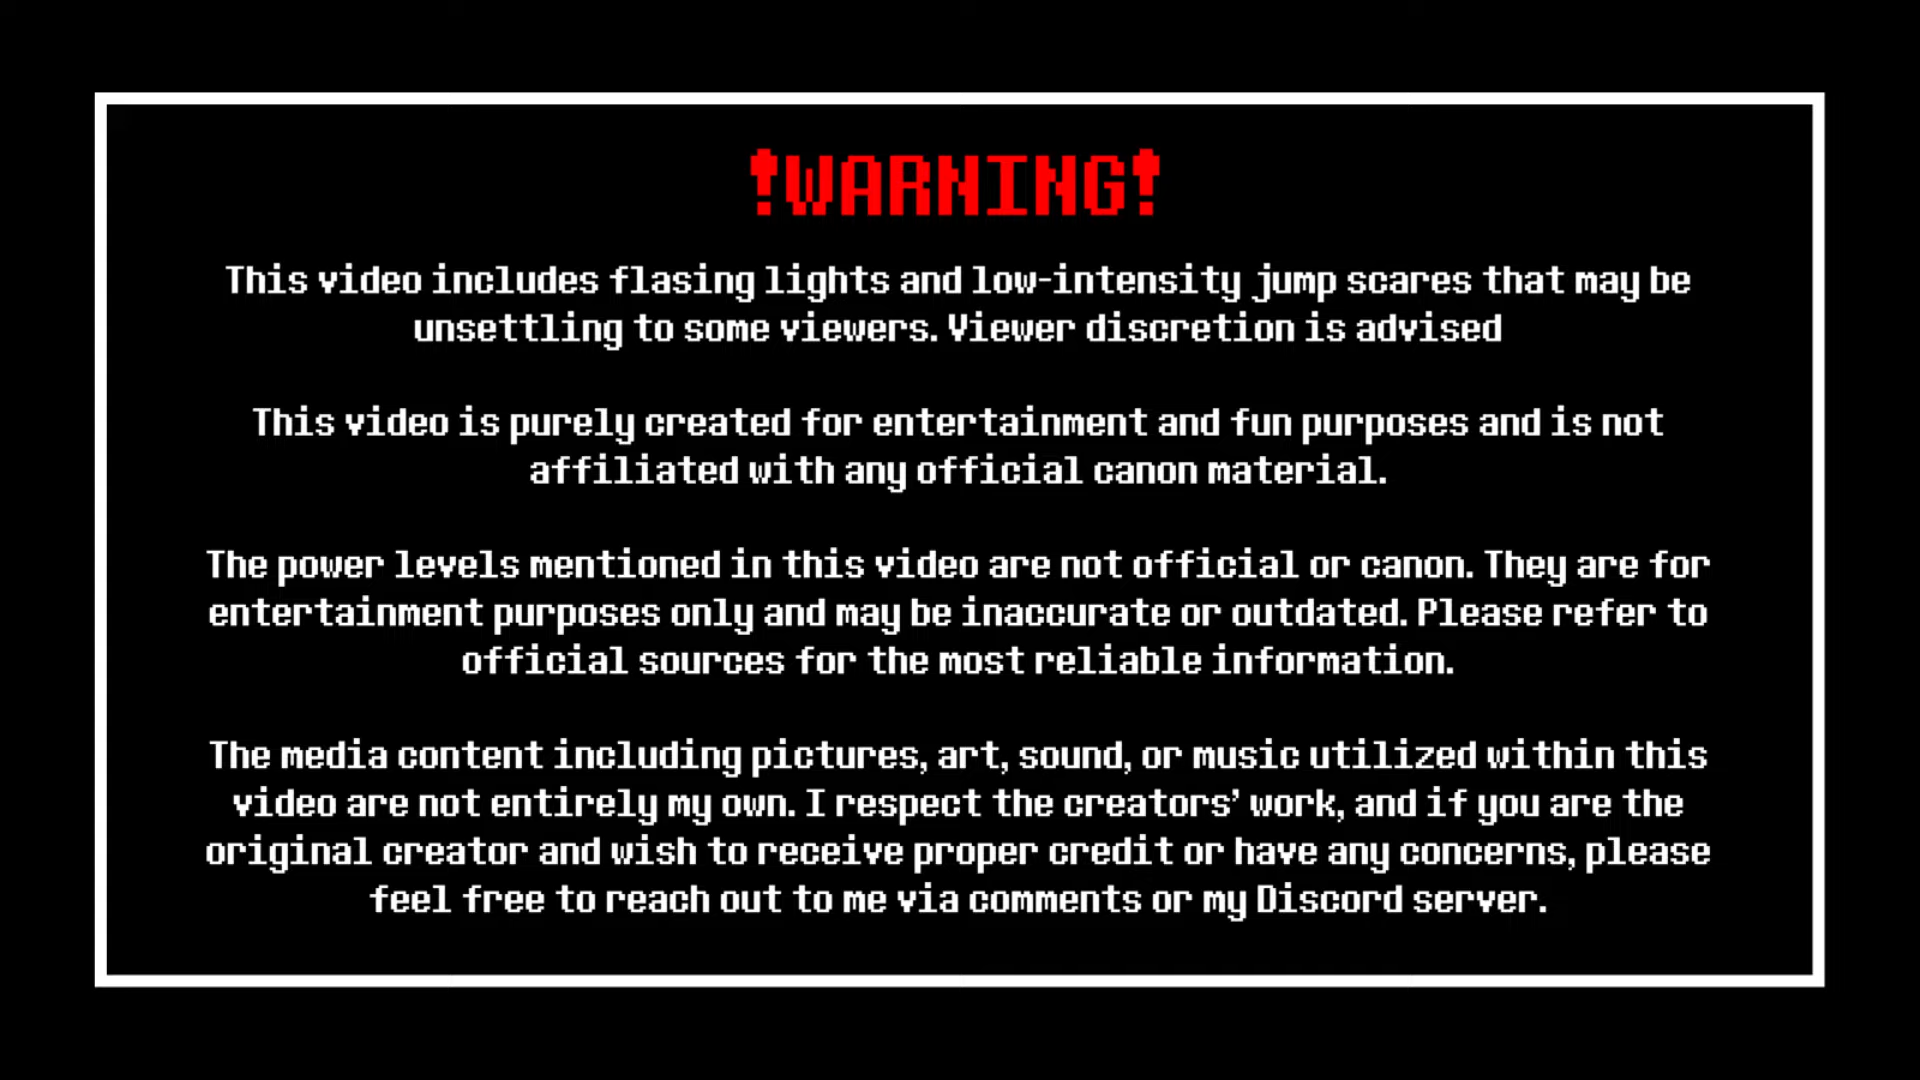 !WARNING!
This video includes flasing lights and low-intensity jump scares that may be
unsettling to some viewers. Viewer discretion is advised
This video is purely created for entertainment and fun purposes and is not
affiliated with any official canon material.
The power levels mentioned in this video are not official or canon. They are for
entertainment purposes only and may be inaccurate or outdated. Please refer to
official sources for the most reliable information.
The media content including pictures, art, sound, or music utilized within this
video are not entirely my own. I respect the creators’ work, and if you are the
original creator and wish to receive proper credit or have any concerns, please
feel free to reach out to me via comments or my Discord server.